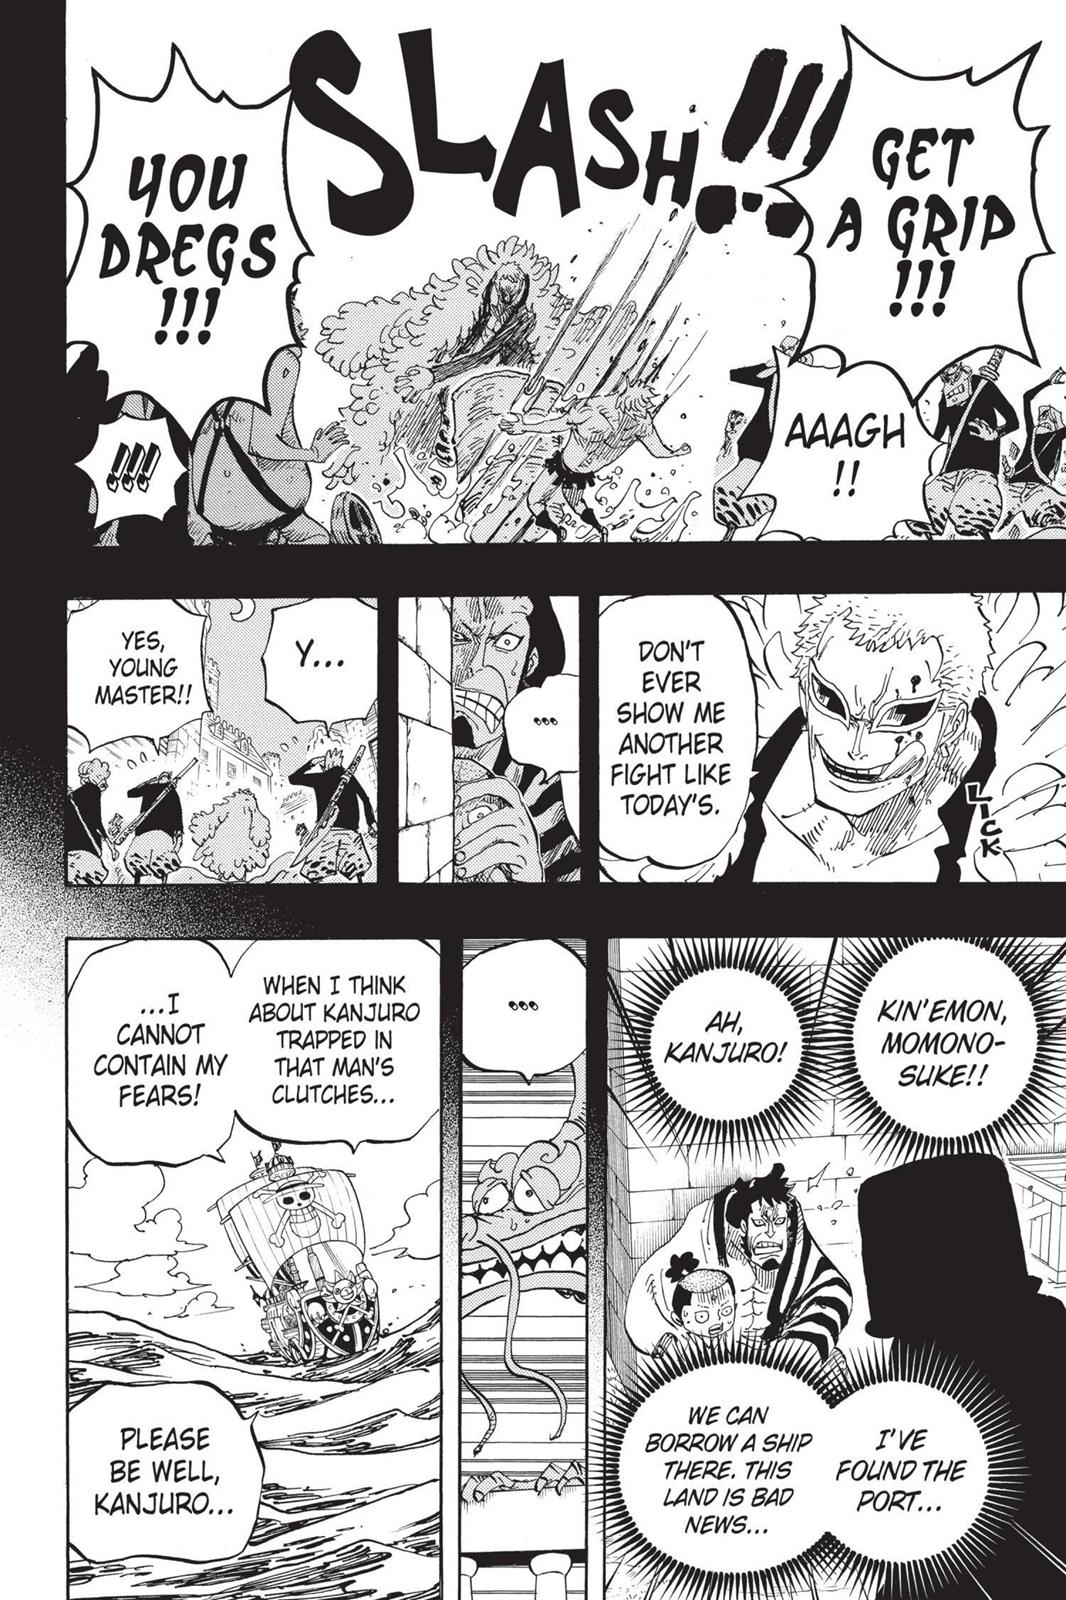 GET
A GRIP
!!!
SLASH!!!
YOU
DREGS
!!!
AAAGH
!!
!!!
DON'T
EVER
SHOW ME
ANOTHER
FIGHT LIKE
TODAY'S.
LICK
...
Y...
YES,
YOUNG
MASTER!!
KIN'EMON,
MOMONO-
SUKE!!
AH,
KANJURO!
I'VE
FOUND THE
PORT...
WE CAN
BORROW A SHIP
THERE. THIS
LAND IS BAD
NEWS...
...
WHEN I THINK
ABOUT KANJURO
TRAPPED IN
THAT MAN'S
CLUTCHES...
...I
CANNOT
CONTAIN MY
FEARS!
PLEASE
BE WELL,
KANJURO...